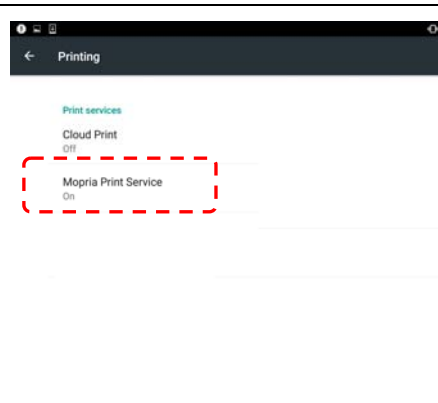 Printing
Print services
Cloud Print
Off
Mopria Print Service
On